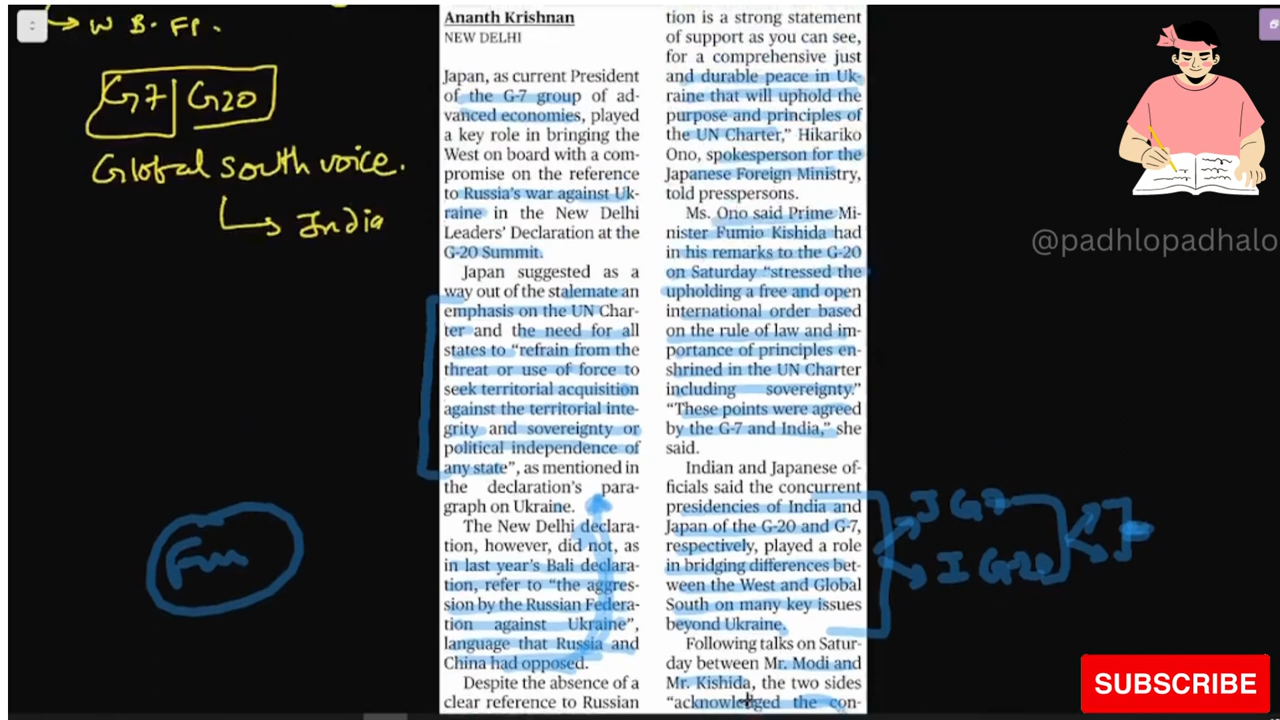 → W B. FP.
G7 G20
Global south voice.
↳ India
Fm
Ananth Krishnan
NEW DELHI
Japan, as current President
of the G-7 group of ad-
vanced economies, played
a key role in bringing the
West on board with a com-
promise on the reference
to Russia's war against Uk-
raine in the New Delhi
Leaders' Declaration at the
G-20 Summit.
Japan suggested as a
way out of the stalemate an
emphasis on the UN Char-
ter and the need for all
states to “refrain from the
threat or use of force to
seek territorial acquisition
against the territorial inte-
grity and sovereignty or
political independence of
any state”, as mentioned in
the declaration's para-
graph on Ukraine.
The New Delhi declara-
tion, however, did not, as
in last year's Bali declara-
tion, refer to “the aggres-
sion by the Russian Federa-
tion against Ukraine”,
language that Russia and
China had opposed.
Despite the absence of a
clear reference to Russian
tion is a strong statement
of support as you can see,
for a comprehensive just
and durable peace in Uk-
raine that will uphold the
purpose and principles of
the UN Charter,” Hikariko
Ono, spokesperson for the
Japanese Foreign Ministry,
told presspersons.
Ms. Ono said Prime Mi-
nister Fumio Kishida had
in his remarks to the G-20
on Saturday “stressed the
upholding a free and open
international order based
on the rule of law and im-
portance of principles en-
shrined in the UN Charter
including sovereignty.”
“These points were agreed
by the G-7 and India,” she
said.
Indian and Japanese of-
ficials said the concurrent
presidencies of India and
Japan of the G-20 and G-7,
respectively, played a role
in bridging differences bet-
ween the West and Global
South on many key issues
beyond Ukraine.
Following talks on Satur-
day between Mr. Modi and
Mr. Kishida, the two sides
“acknowledged the con-
J G7
I G20
@padhlopadhalo
SUBSCRIBE